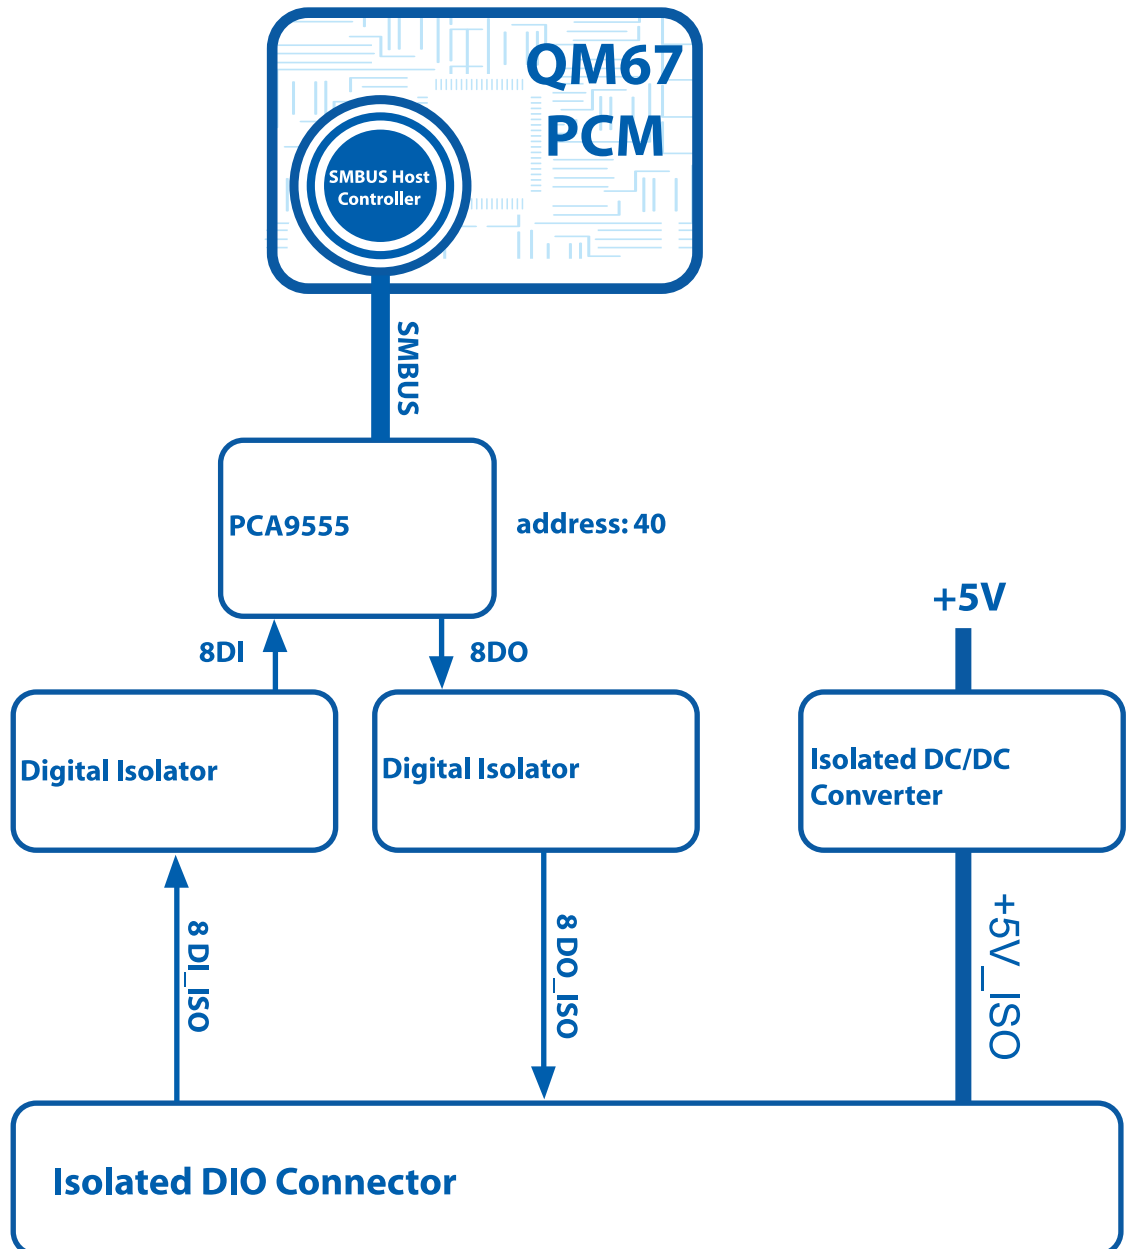 QM67
PCM
SMBUS Host
Controller
SMBUS
PCA9555
address: 40
+5V
8DI
8DO
Digital Isolator
Digital Isolator
Isolated DC/DC
Converter
8 DI_ISO
8 DO_ISO
+5V_ISO
Isolated DIO Connector